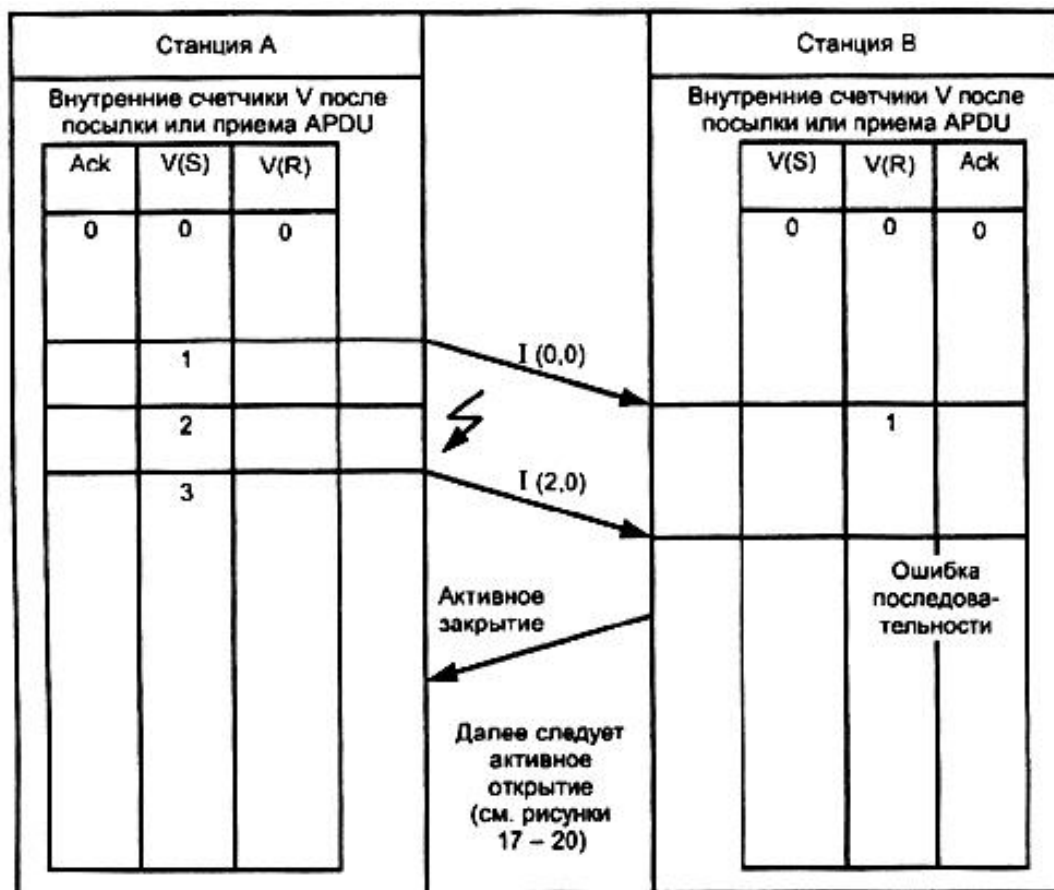 Станция А
Станция В
Внутренние счетчики V после
посылки или приема APDU
Внутренние счетчики V после
посылки или приема APDU
Ack V(S) V(R)
V(S) V(R) Ack
0 0 0
0 0 0
1
I (0,0)
2
1
3
I (2,0)
Ошибка
последова-
тельности
Активное
закрытие
Далее следует
активное
открытие
(см. рисунки
17 – 20)